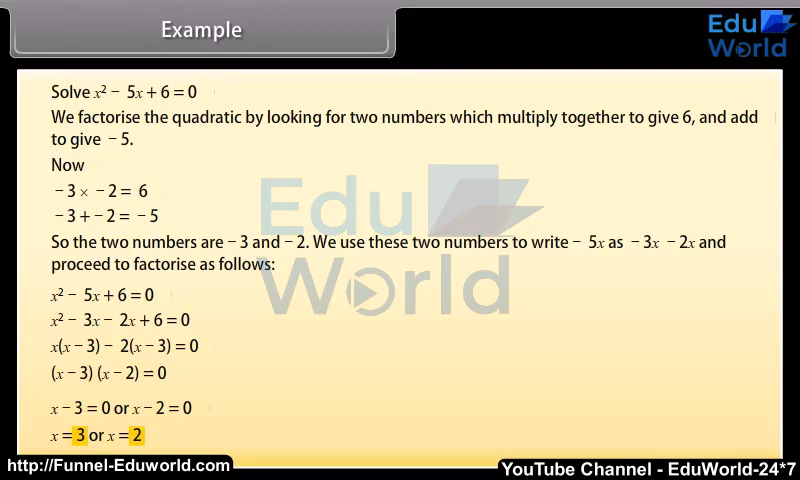 Example
Edu
World
Solve x² − 5x + 6 = 0
We factorise the quadratic by looking for two numbers which multiply together to give 6, and add
to give − 5.
Now
− 3 × − 2 = 6
− 3 + − 2 = − 5
So the two numbers are − 3 and − 2. We use these two numbers to write − 5x as − 3x − 2x and
proceed to factorise as follows:
x² − 5x + 6 = 0
x² − 3x − 2x + 6 = 0
x(x − 3) − 2(x − 3) = 0
(x − 3) (x − 2) = 0
x − 3 = 0 or x − 2 = 0
x = 3 or x = 2
Edu
World
http://Funnel-Eduworld.com
YouTube Channel - EduWorld-24*7